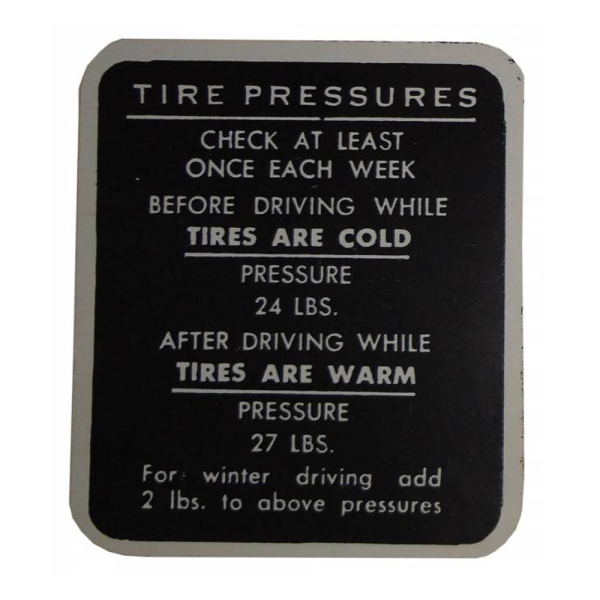 TIRE PRESSURES
CHECK AT LEAST
ONCE EACH WEEK
BEFORE DRIVING WHILE
TIRES ARE COLD
PRESSURE
24 LBS.
AFTER DRIVING WHILE
TIRES ARE WARM
PRESSURE
27 LBS.
For winter driving add
2 lbs. to above pressures